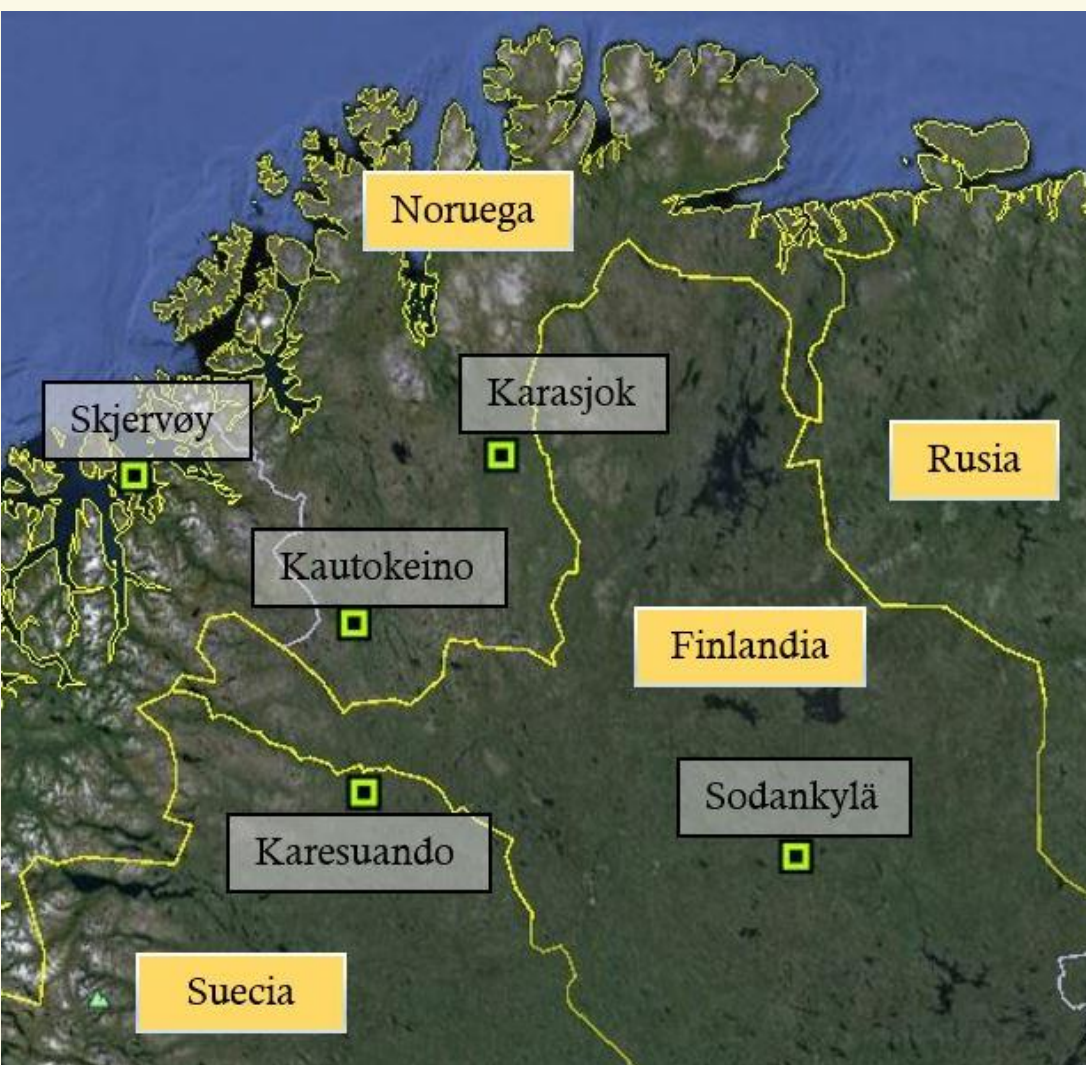 Noruega
Karasjok
Skjervøy
Rusia
Kautokeino
Finlandia
Sodankylä
Karesuando
Suecia